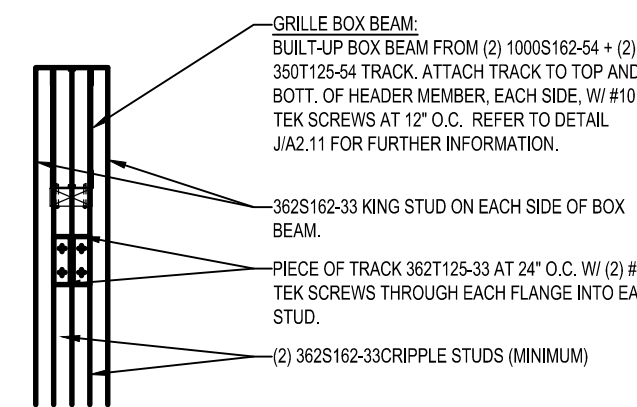 GRILLE BOX BEAM:
BUILT-UP BOX BEAM FROM (2) 1000S162-54 + (2)
350T125-54 TRACK. ATTACH TRACK TO TOP AND
BOTT. OF HEADER MEMBER, EACH SIDE, W/ #10
TEK SCREWS AT 12" O.C. REFER TO DETAIL
J/A2.11 FOR FURTHER INFORMATION.
362S162-33 KING STUD ON EACH SIDE OF BOX
BEAM.
PIECE OF TRACK 362T125-33 AT 24" O.C. W/ (2) #
TEK SCREWS THROUGH EACH FLANGE INTO EA
STUD.
(2) 362S162-33CRIPPLE STUDS (MINIMUM)